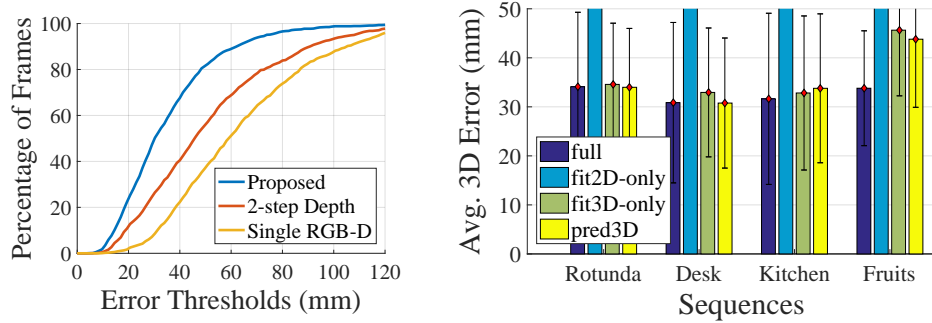 100
80
60
40
20
0
Percentage of Frames
0 20 40 60 80 100 120
Error Thresholds (mm)
Proposed
2-step Depth
Single RGB-D
50
40
30
20
10
0
Avg. 3D Error (mm)
full
fit2D-only
fit3D-only
pred3D
Rotunda Desk Kitchen Fruits
Sequences